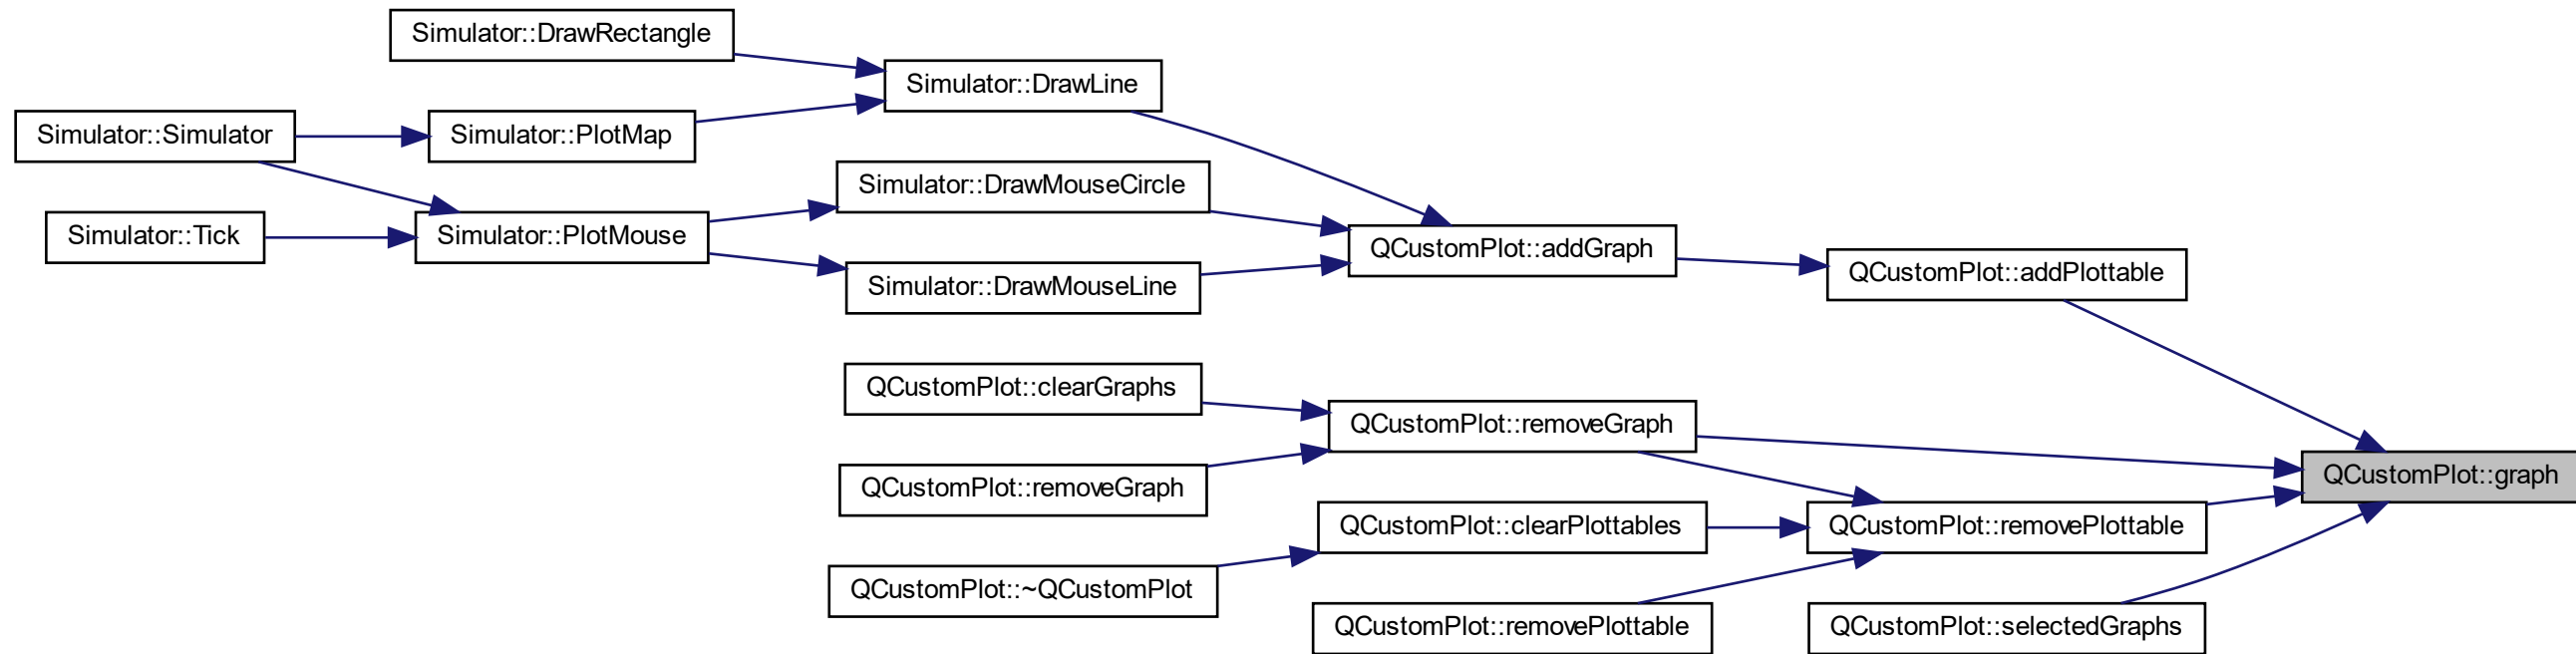 Simulator::DrawRectangle
Simulator::DrawLine
Simulator::Simulator
Simulator::PlotMap
Simulator::DrawMouseCircle
Simulator::Tick
Simulator::PlotMouse
QCustomPlot::addGraph
QCustomPlot::addPlottable
Simulator::DrawMouseLine
QCustomPlot::clearGraphs
QCustomPlot::removeGraph
QCustomPlot::graph
QCustomPlot::removeGraph
QCustomPlot::clearPlottables
QCustomPlot::removePlottable
QCustomPlot::~QCustomPlot
QCustomPlot::removePlottable
QCustomPlot::selectedGraphs